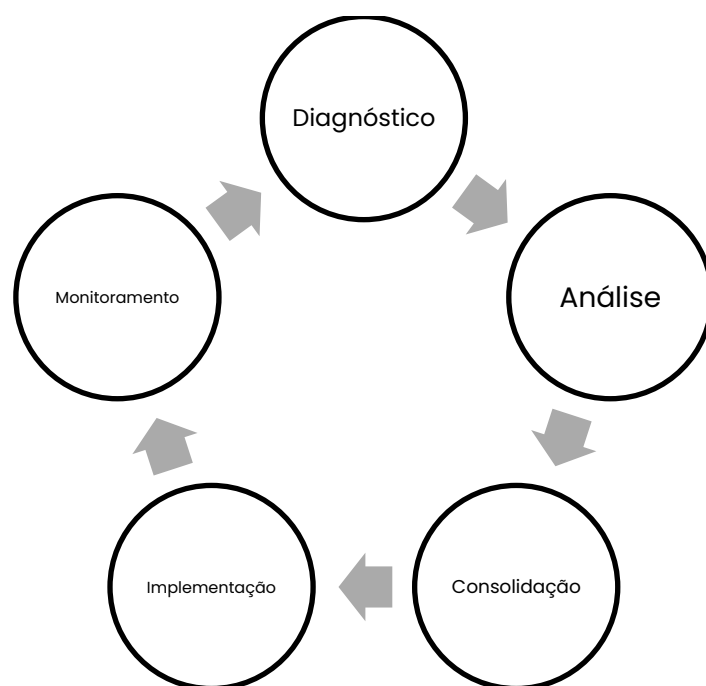 Diagnóstico
Análise
Consolidação
Implementação
Monitoramento